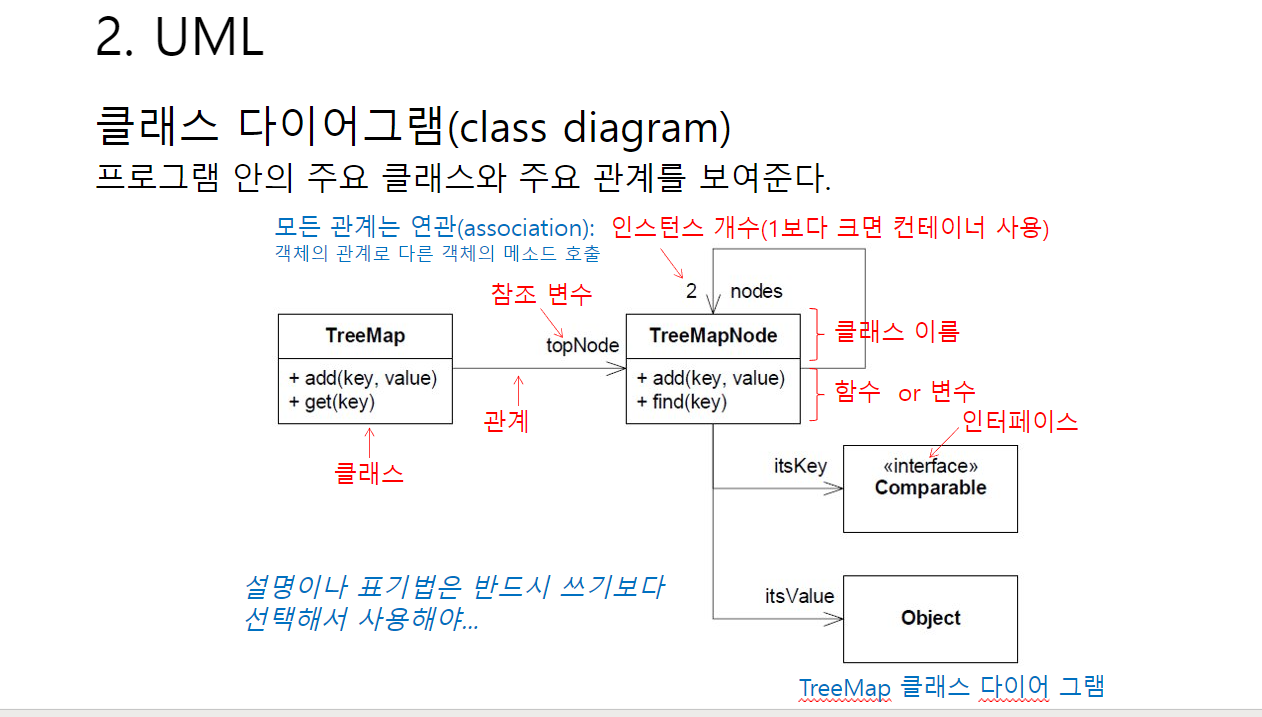 2. UML
클래스 다이어그램(class diagram)
프로그램 안의 주요 클래스와 주요 관계를 보여준다.
모든 관계는 연관(association):
객체의 관계로 다른 객체의 메소드 호출
인스턴스 개수(1보다 크면 컨테이너 사용)
참조 변수
2 nodes
TreeMap
+ add(key, value)
+ get(key)
topNode
TreeMapNode
+ add(key, value)
+ find(key)
클래스 이름
함수 or 변수
관계
클래스
인터페이스
itsKey
«interface»
Comparable
itsValue
Object
설명이나 표기법은 반드시 쓰기보다
선택해서 사용해야...
TreeMap 클래스 다이어 그램